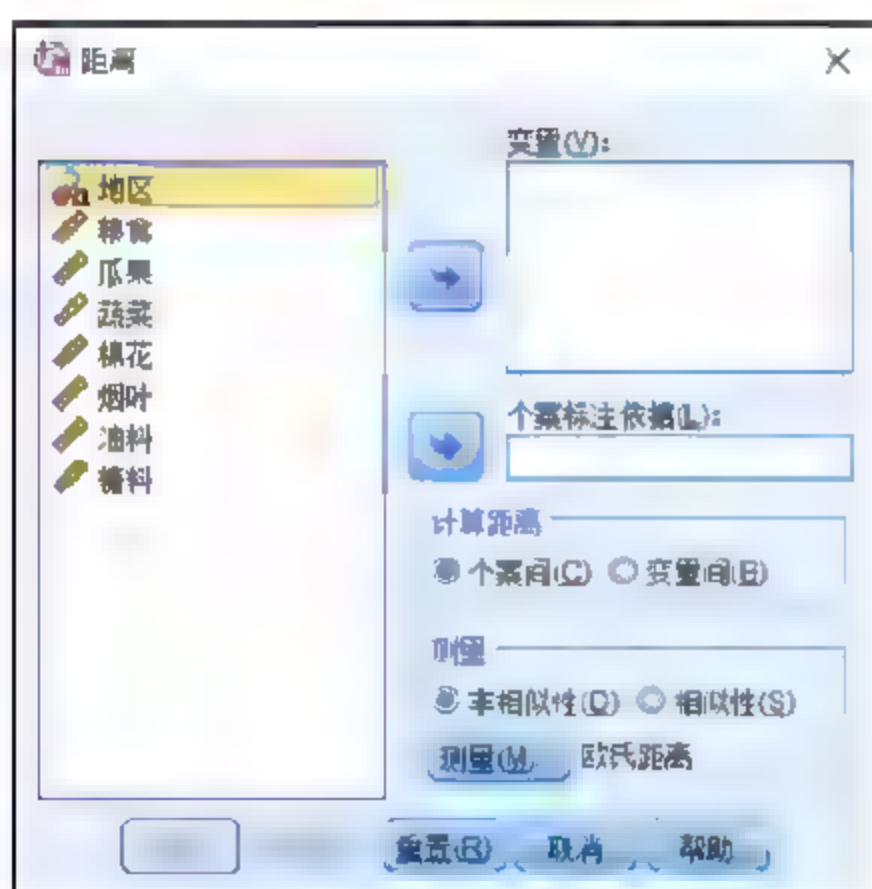 距离
变量(V):
地区
粮食
瓜果
蔬菜
棉花
烟叶
油料
糖料
个案标注依据(L):
计算距离
个案间(C) 变量间(B)
测量
非相似性(D) 相似性(S)
测量(M) 欧氏距离
重置(R) 取消 帮助